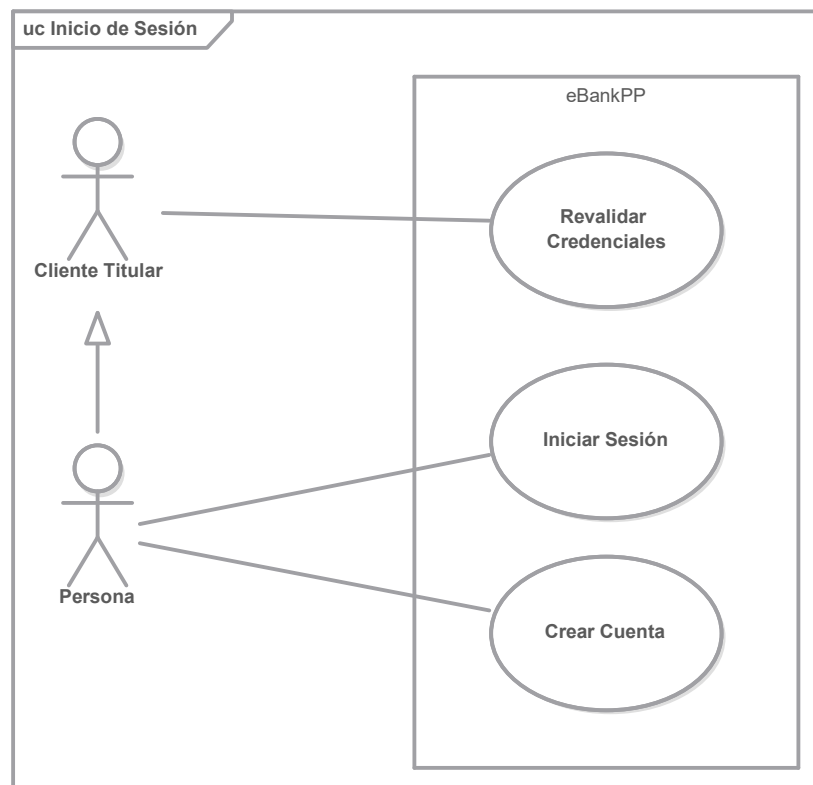 uc Inicio de Sesión
eBankPP
Revalidar
Credenciales
Cliente Titular
Iniciar Sesión
Persona
Crear Cuenta